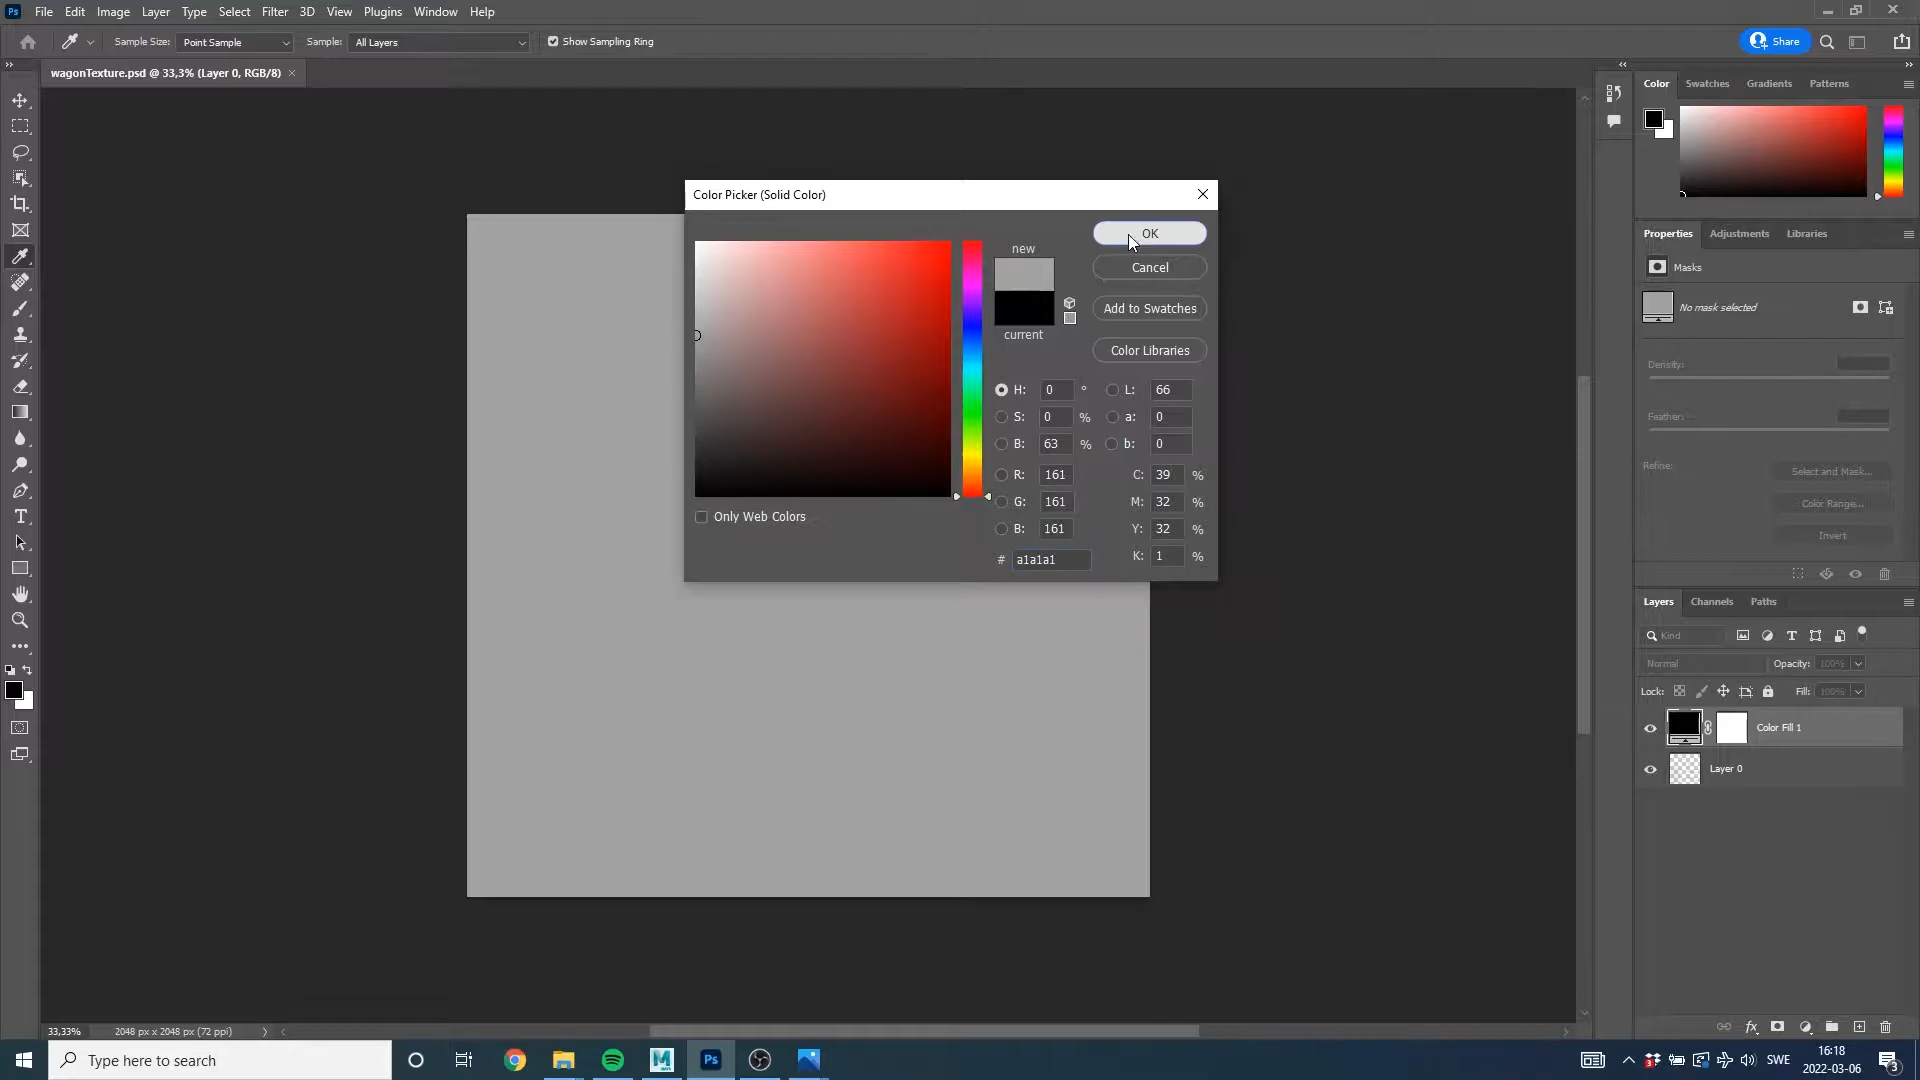 Ps File Edit Image Layer Type Select Filter 3D View Plugins Window Help
Sample Size: Point Sample Sample: All Layers Show Sampling Ring Share
wagonTexture.psd @ 33,3% (Layer 0, RGB/8) ×
Color Swatches Gradients Patterns
Color Picker (Solid Color)
new
current
OK
Cancel
Add to Swatches
Color Libraries
H: 0 ° L: 66
S: 0 % a: 0
B: 63 % b: 0
R: 161 C: 39 %
G: 161 M: 32 %
B: 161 Y: 32 %
# a1a1a1 K: 1 %
Only Web Colors
Properties Adjustments Libraries
Masks
No mask selected
Density:
Feather:
Refine: Select and Mask...
Color Range...
Invert
Layers Channels Paths
Kind
Normal Opacity: 100%
Lock: Fill: 100%
Color Fill 1
Layer 0
33,33% 2048 px x 2048 px (72 ppi)
Type here to search
M
Ps
3
SWE
16:18
2022-03-06
3